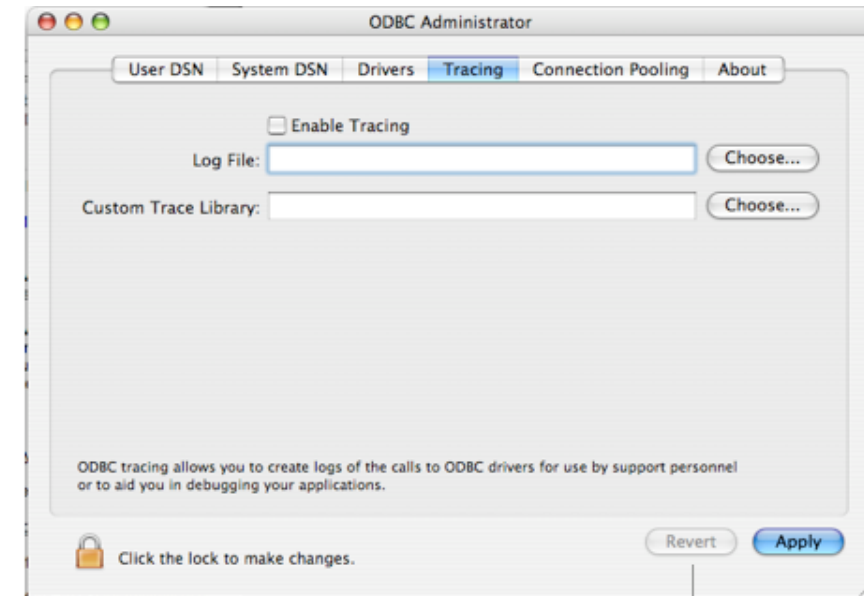 ODBC Administrator
User DSN System DSN Drivers Tracing Connection Pooling About
Enable Tracing
Log File: Choose...
Custom Trace Library: Choose...
ODBC tracing allows you to create logs of the calls to ODBC drivers for use by support personnel
or to aid you in debugging your applications.
Click the lock to make changes. Revert Apply